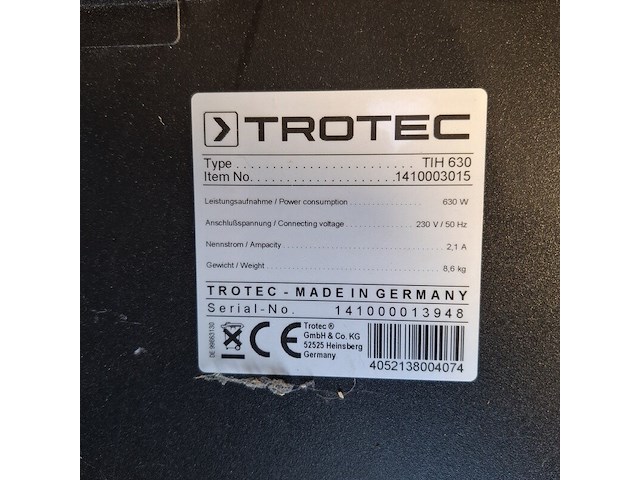 TROTEC
Type ........................ TIH 630
Item No. .................... 1410003015
Leistungsaufnahme / Power consumption ........................ 630 W
Anschlußspannung / Connecting voltage ........................ 230 V / 50 Hz
Nennstrom / Ampacity ........................ 2,1 A
Gewicht / Weight ........................ 8,6 kg
TROTEC - MADE IN GERMANY
Serial-No. 141000013948
Trotec ®
GmbH & Co. KG
52525 Heinsberg
Germany
4052138004074